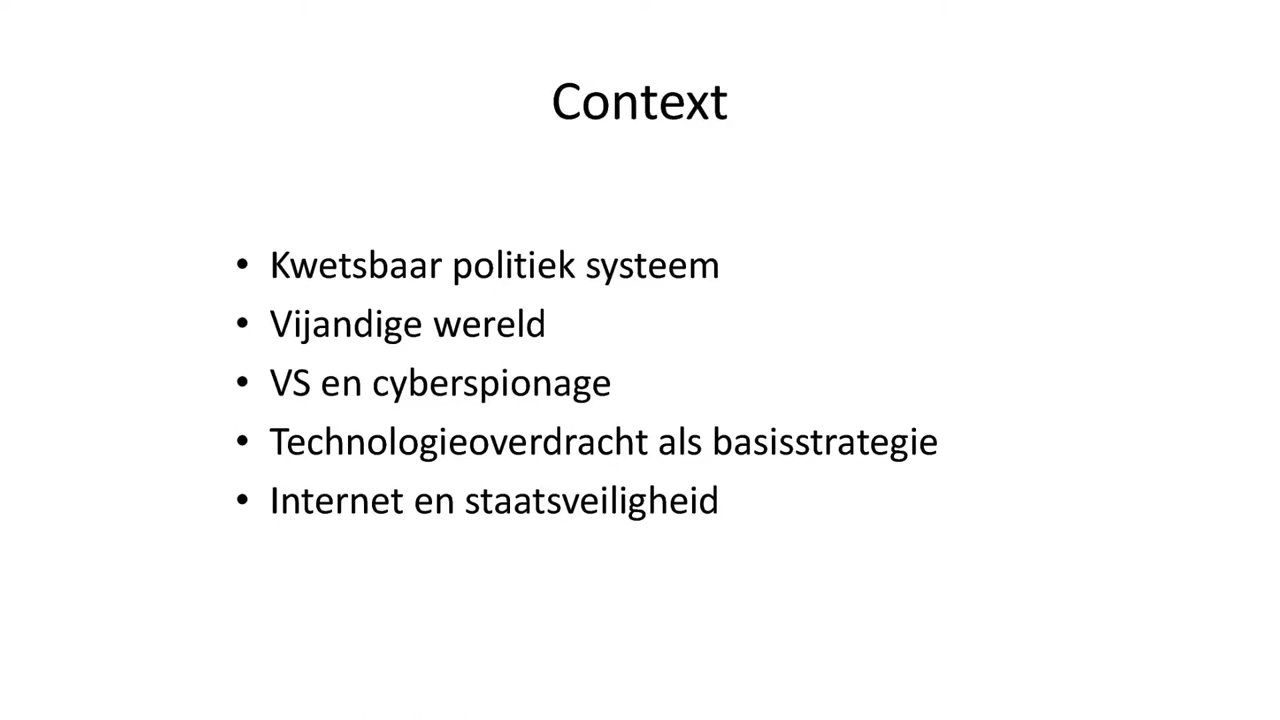 Context
• Kwetsbaar politiek systeem
• Vijandige wereld
• VS en cyberspionage
• Technologieoverdracht als basisstrategie
• Internet en staatsveiligheid